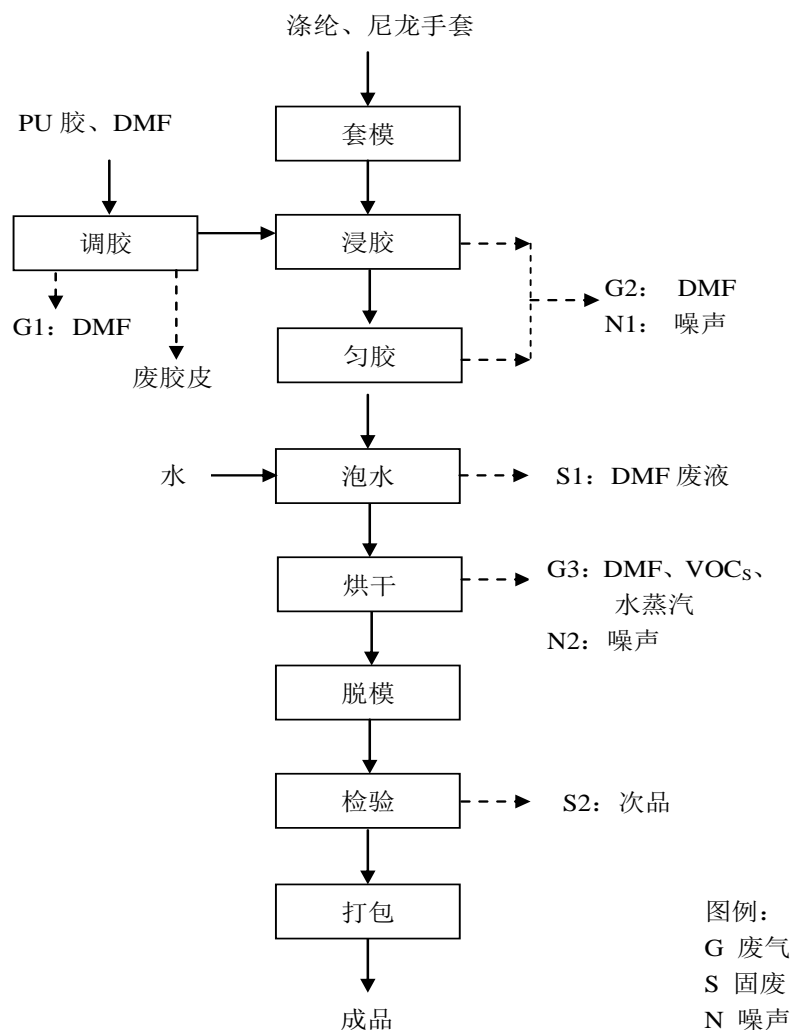 涤纶、尼龙手套
PU 胶、DMF
套模
调胶
浸胶
G1：DMF
废胶皮
G2： DMF
N1： 噪声
匀胶
水
泡水
S1：DMF 废液
烘干
G3：DMF、VOCs、
水蒸汽
N2：噪声
脱模
检验
S2：次品
打包
成品
图例：
G 废气
S 固废
N 噪声